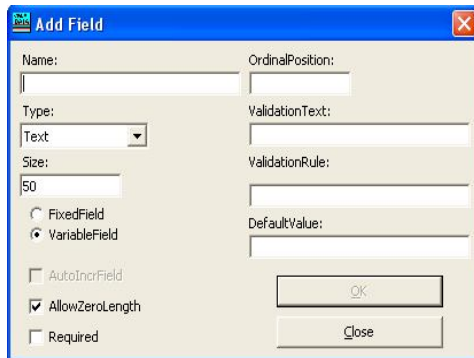 Add Field
Name:
OrdinalPosition:
Type:
ValidationText:
Text
Size:
ValidationRule:
50
FixedField
VariableField
DefaultValue:
AutoIncrField
OK
AllowZeroLength
Close
Required